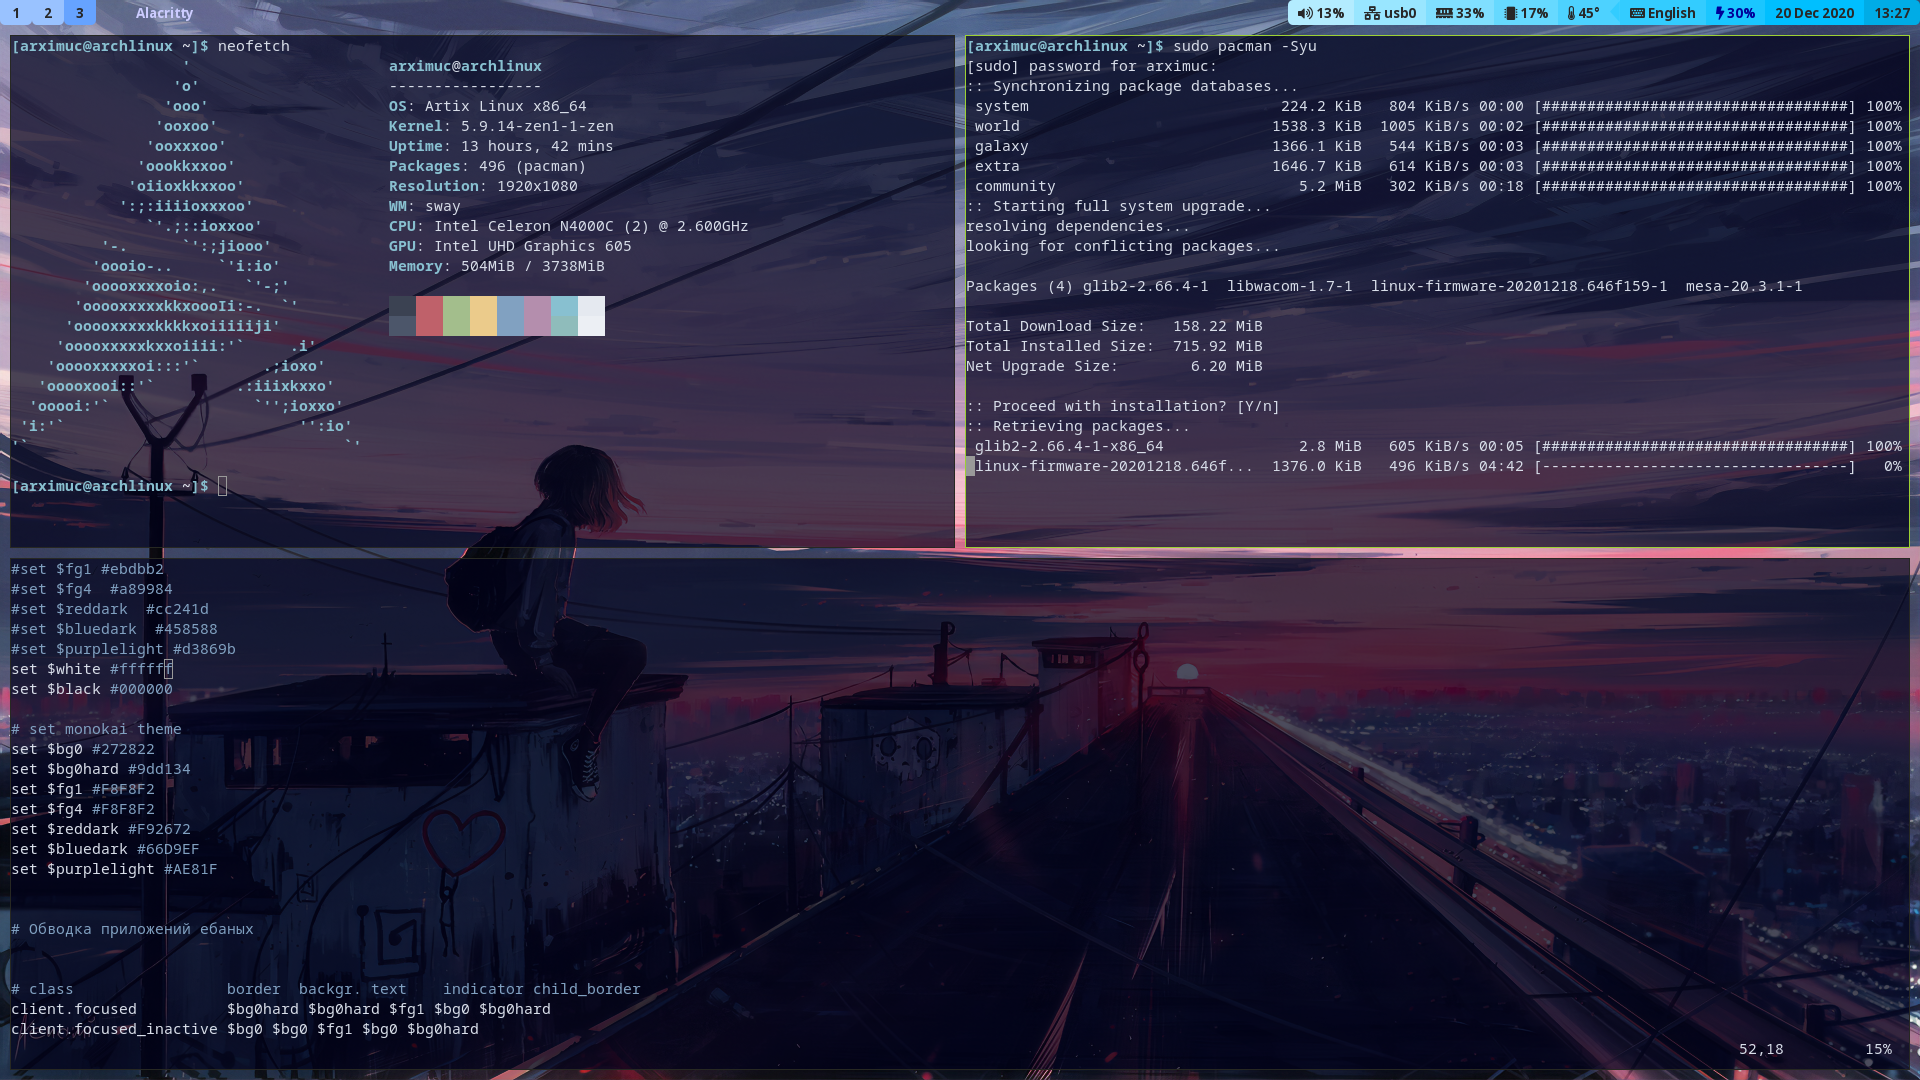 1 2 3 Alacritty 13% usb0 33% 17% 45° English 30% 20 Dec 2020 13:27
[arximuc@archlinux ~]$ neofetch
'
'o'
'ooo'
'ooxoo'
'ooxxxoo'
'oookkxxoo'
'oiioxkkxxoo'
':;:iiiioxxxoo'
`'.;::ioxxoo'
'-. `':;jiooo'
'oooio-.. `'i:io'
'ooooxxxxoio:,. `'-;'
'ooooxxxxxkkxoooIi:-. `'
'ooooxxxxxkkkkxoiiiiiji'
'ooooxxxxxkxxoiiii:'` .i'
'ooooxxxxxoi:::'` .;ioxo'
'ooooxooi::'` .:iiixkxxo'
'ooooi:'` `'';ioxxo'
'i:'` '':io'
'` `'
arximuc@archlinux
-----------------
OS: Artix Linux x86_64
Kernel: 5.9.14-zen1-1-zen
Uptime: 13 hours, 42 mins
Packages: 496 (pacman)
Resolution: 1920x1080
WM: sway
CPU: Intel Celeron N4000C (2) @ 2.600GHz
GPU: Intel UHD Graphics 605
Memory: 504MiB / 3738MiB
[arximuc@archlinux ~]$
[arximuc@archlinux ~]$ sudo pacman -Syu
[sudo] password for arximuc:
:: Synchronizing package databases...
system 224.2 KiB 804 KiB/s 00:00 [##################################] 100%
world 1538.3 KiB 1005 KiB/s 00:02 [##################################] 100%
galaxy 1366.1 KiB 544 KiB/s 00:03 [##################################] 100%
extra 1646.7 KiB 614 KiB/s 00:03 [##################################] 100%
community 5.2 MiB 302 KiB/s 00:18 [##################################] 100%
:: Starting full system upgrade...
resolving dependencies...
looking for conflicting packages...
Packages (4) glib2-2.66.4-1 libwacom-1.7-1 linux-firmware-20201218.646f159-1 mesa-20.3.1-1
Total Download Size: 158.22 MiB
Total Installed Size: 715.92 MiB
Net Upgrade Size: 6.20 MiB
:: Proceed with installation? [Y/n]
:: Retrieving packages...
glib2-2.66.4-1-x86_64 2.8 MiB 605 KiB/s 00:05 [##################################] 100%
linux-firmware-20201218.646f... 1376.0 KiB 496 KiB/s 04:42 [----------------------------------] 0%
#set $fg1 #ebdbb2
#set $fg4 #a89984
#set $reddark #cc241d
#set $bluedark #458588
#set $purplelight #d3869b
set $white #ffffff
set $black #000000
# set monokai theme
set $bg0 #272822
set $bg0hard #9dd134
set $fg1 #F8F8F2
set $fg4 #F8F8F2
set $reddark #F92672
set $bluedark #66D9EF
set $purplelight #AE81F
# Обводка приложений ебаных
# class border backgr. text indicator child_border
client.focused $bg0hard $bg0hard $fg1 $bg0 $bg0hard
client.focused_inactive $bg0 $bg0 $fg1 $bg0 $bg0hard
52,18 15%